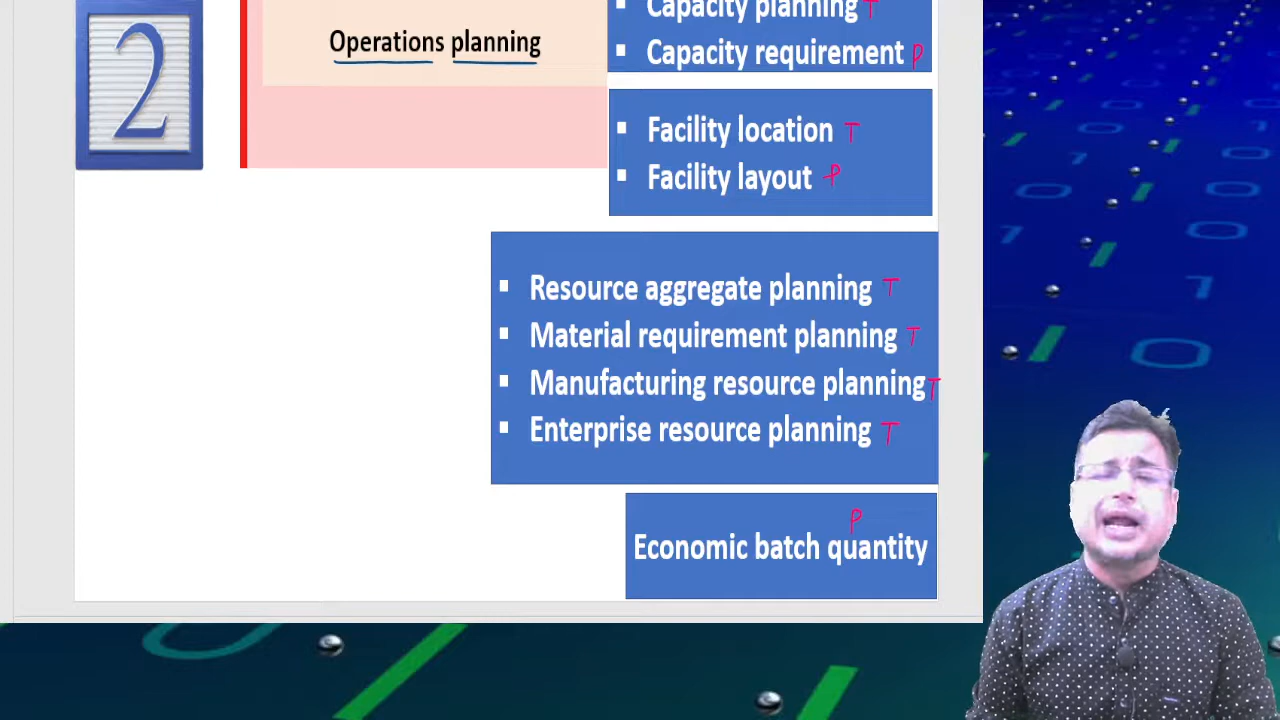 2
Operations planning
▪ Capacity planning T
▪ Capacity requirement P
▪ Facility location T
▪ Facility layout P
▪ Resource aggregate planning T
▪ Material requirement planning T
▪ Manufacturing resource planning T
▪ Enterprise resource planning T
P
Economic batch quantity